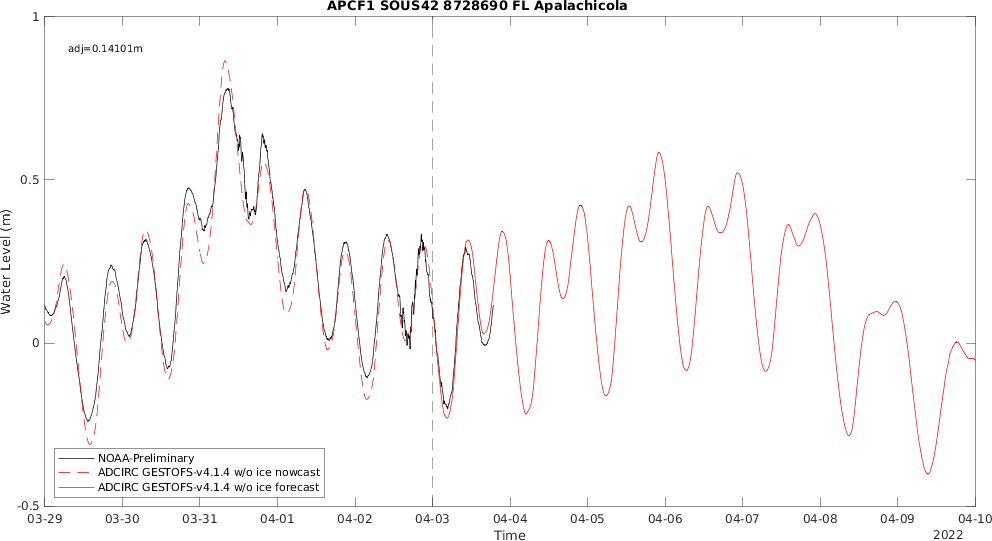 APCF1 SOUS42 8728690 FL Apalachicola
adj=0.14101m
1
0.5
0
-0.5
Water Level (m)
NOAA-Preliminary
ADCIRC GESTOFS-v4.1.4 w/o ice nowcast
ADCIRC GESTOFS-v4.1.4 w/o ice forecast
03-29 03-30 03-31 04-01 04-02 04-03 04-04 04-05 04-06 04-07 04-08 04-09 04-10
Time
2022